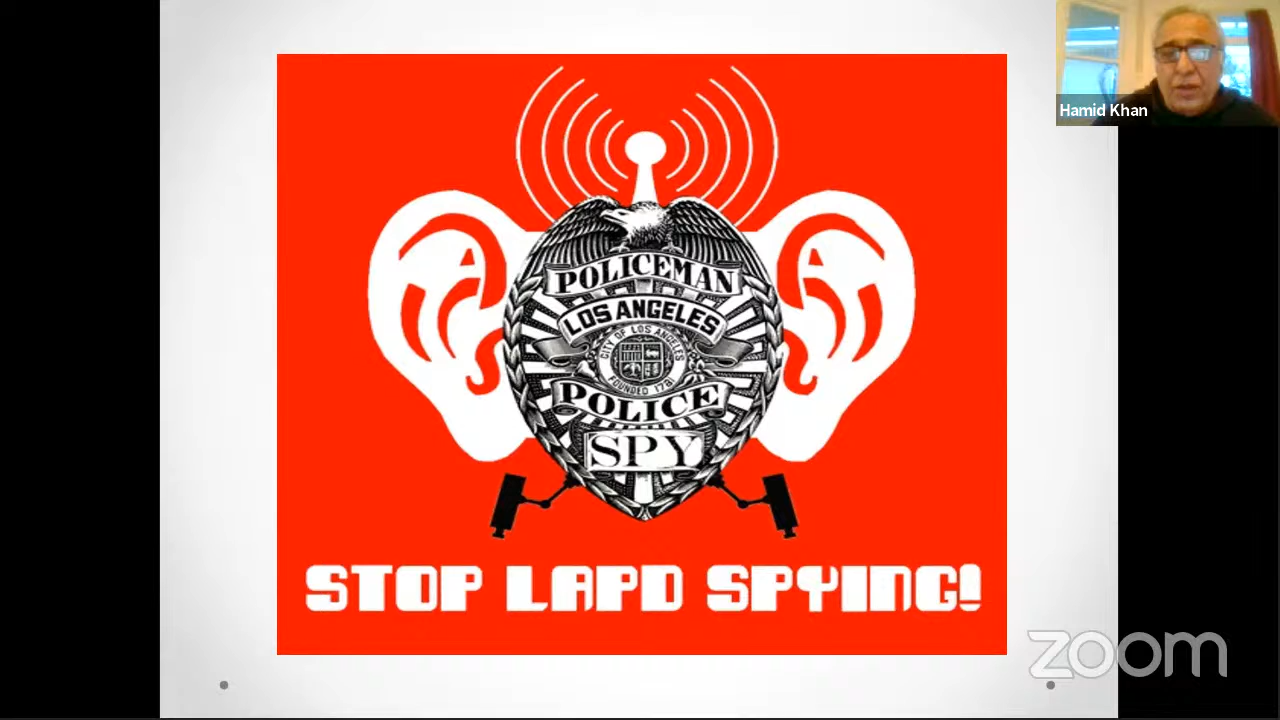 Hamid Khan
POLICEMAN
LOS ANGELES
CITY OF LOS ANGELES
FOUNDED 1781
POLICE
SPY
STOP LAPD SPYING!
zoom